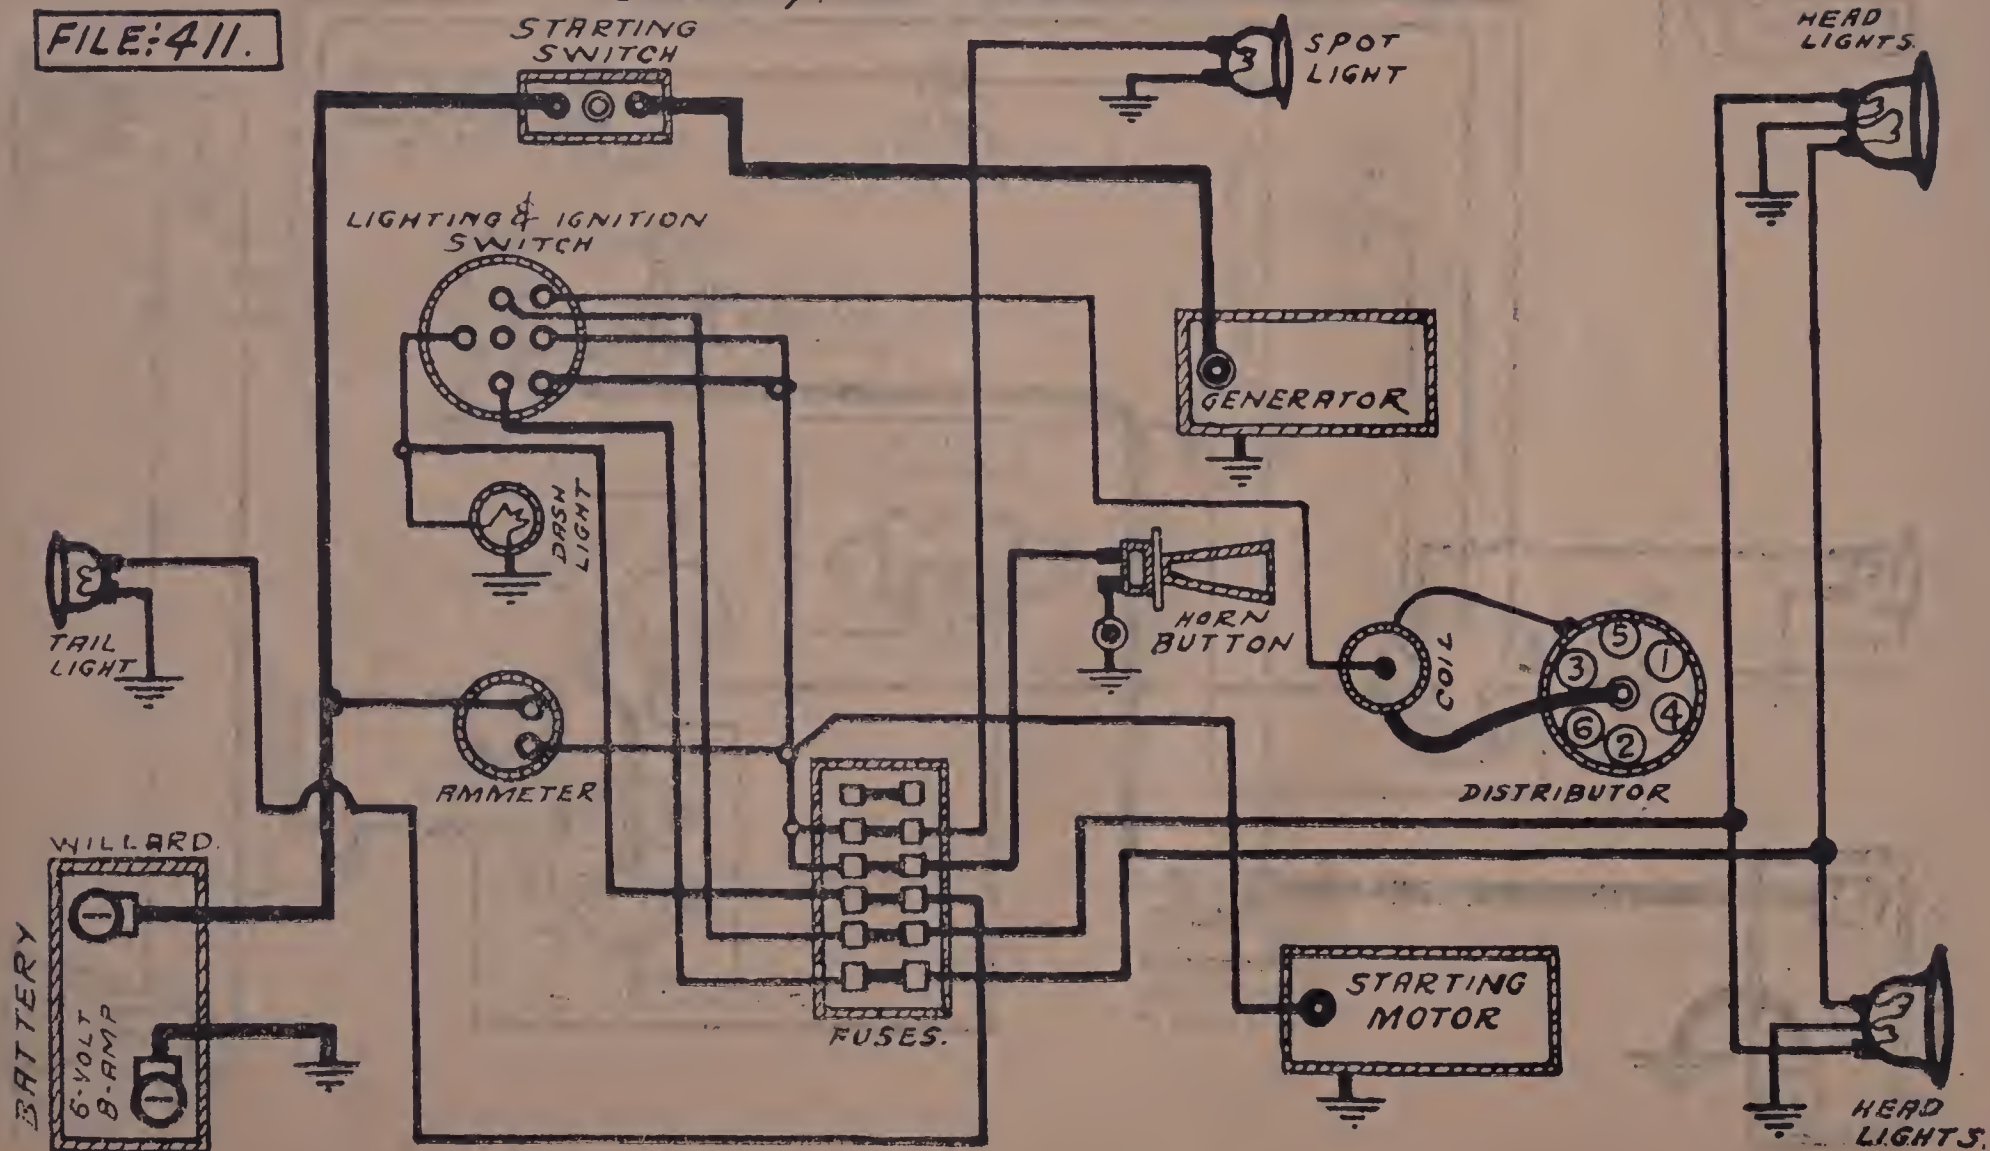 FILE:411.
STARTING
SWITCH
SPOT
LIGHT
HEAD
LIGHTS.
LIGHTING & IGNITION
SWITCH
GENERATOR
DASH
LIGHT
TAIL
LIGHT
HORN
BUTTON
COIL
5
1
3
4
6
2
DISTRIBUTOR
AMMETER
WILLARD.
BATTERY
6-VOLT
8-AMP
FUSES.
STARTING
MOTOR
HEAD
LIGHTS.